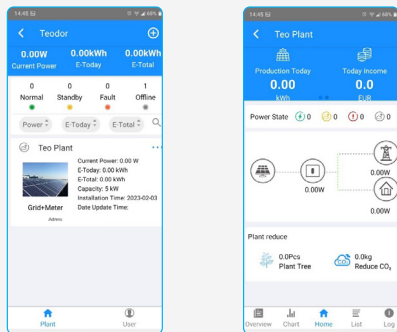 14:45
68%
Teodor
0.00W 0.00kWh 0.00kWh
Current Power E-Today E-Total
0 0 0 1
Normal Standby Fault Offline
Power E-Today E-Total
Teo Plant
Current Power: 0.00 W
E-Today: 0.00 kWh
E-Total: 0.00 kWh
Capacity: 5 kW
Installation Time: 2023-02-03
Date Update Time:
Grid+Meter
Adress
Plant User
14:45
68%
Teo Plant
Production Today Today Income
0.00 0.0
kWh EUR
Power State 0 0 0 0
0.00W
0.00W
0.00W
Plant reduce
0.0Pcs 0.0kg
Plant Tree Reduce CO₂
Overview Chart Home List Log